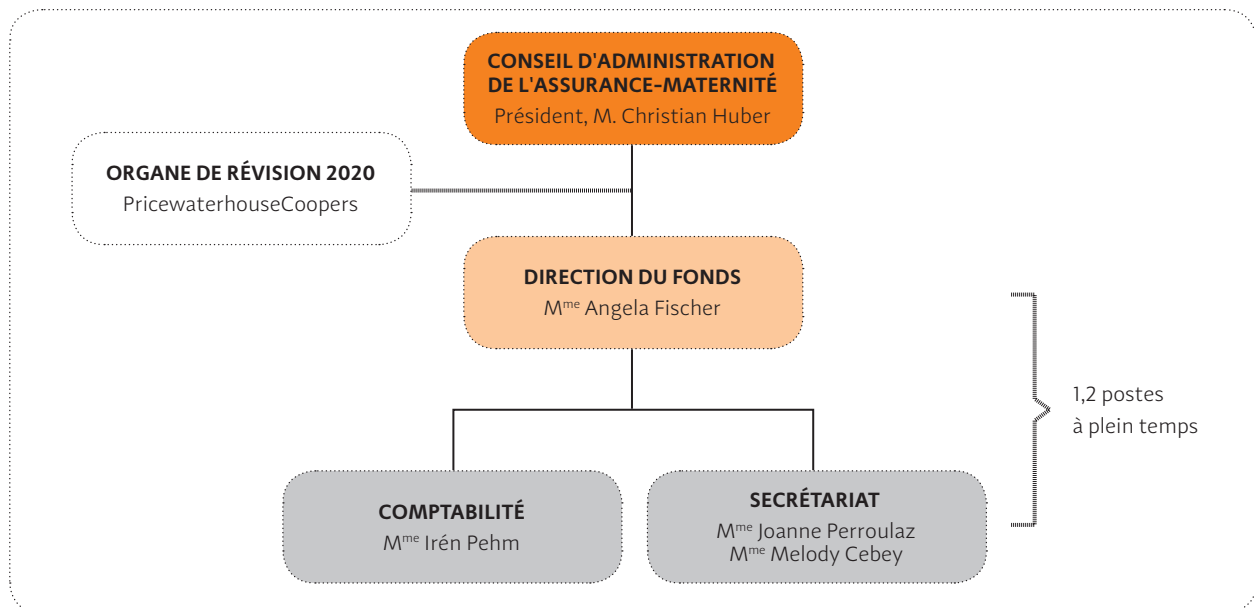 CONSEIL D'ADMINISTRATION
DE L'ASSURANCE-MATERNITÉ
Président, M. Christian Huber
ORGANE DE RÉVISION 2020
PricewaterhouseCoopers
DIRECTION DU FONDS
Mme Angela Fischer
1,2 postes
à plein temps
COMPTABILITÉ
Mme Irén Pehm
SECRÉTARIAT
Mme Joanne Perroulaz
Mme Melody Cebey